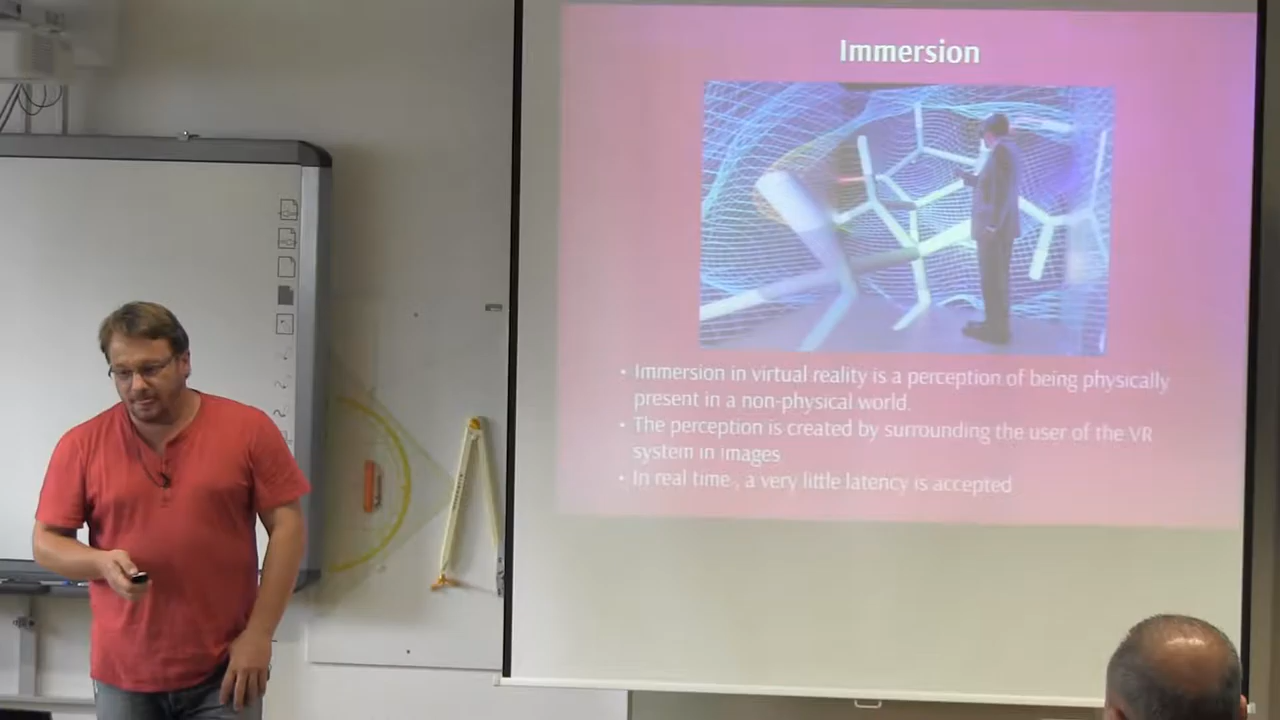 Immersion
• Immersion in virtual reality is a perception of being physically
present in a non-physical world.
• The perception is created by surrounding the user of the VR
system in images
• In real time , a very little latency is accepted